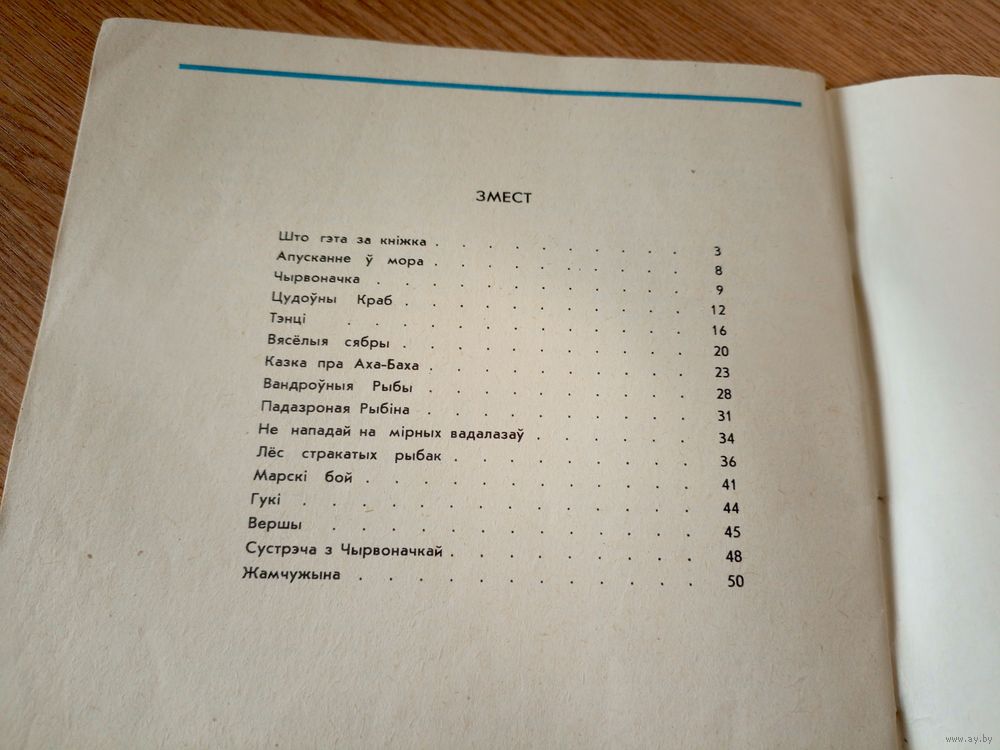 ЗМЕСТ
Што гэта за кніжка . . . . . . . . . . 3
Апусканне ў мора . . . . . . . . . . 8
Чырвоначка . . . . . . . . . . . . 9
Цудоўны Краб . . . . . . . . . . . 12
Тэнці . . . . . . . . . . . . . 16
Вясёлыя сябры . . . . . . . . . . . 20
Казка пра Аха-Баха . . . . . . . . . . 23
Вандроўныя Рыбы . . . . . . . . . . 28
Падазроная Рыбіна . . . . . . . . . . 31
Не нападай на мірных вадалазаў . . . . . . 34
Лёс стракатых рыбак . . . . . . . . . 36
Марскі бой . . . . . . . . . . . . 41
Гукі . . . . . . . . . . . . . 44
Вершы . . . . . . . . . . . . 45
Сустрэча з Чырвоначкай . . . . . . . . . 48
Жамчужына . . . . . . . . . . . . 50
www.ay.by